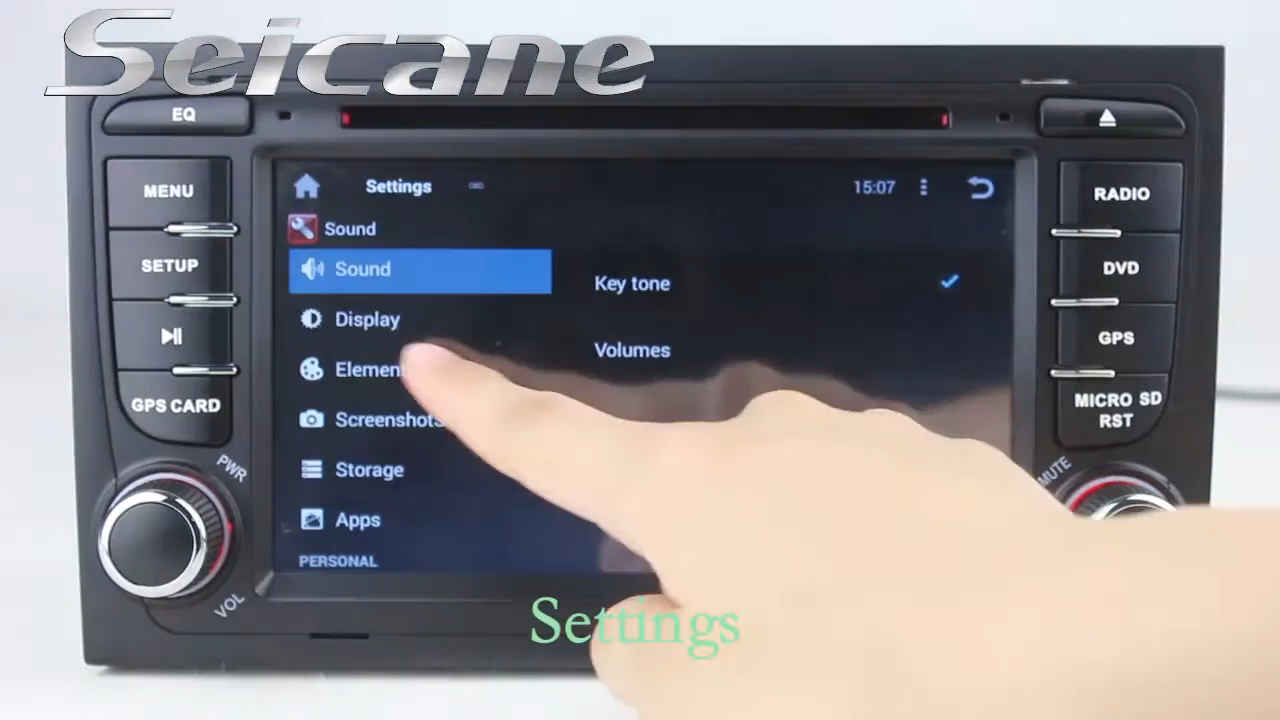 Seicane
EQ
MENU
SETUP
GPS CARD
PWR
VOL
Settings
15:07
Sound
Sound
Display
Screenshots
Storage
Apps
PERSONAL
Key tone
Volumes
RADIO
DVD
GPS
MICRO SD
RST
MUTE
Settings